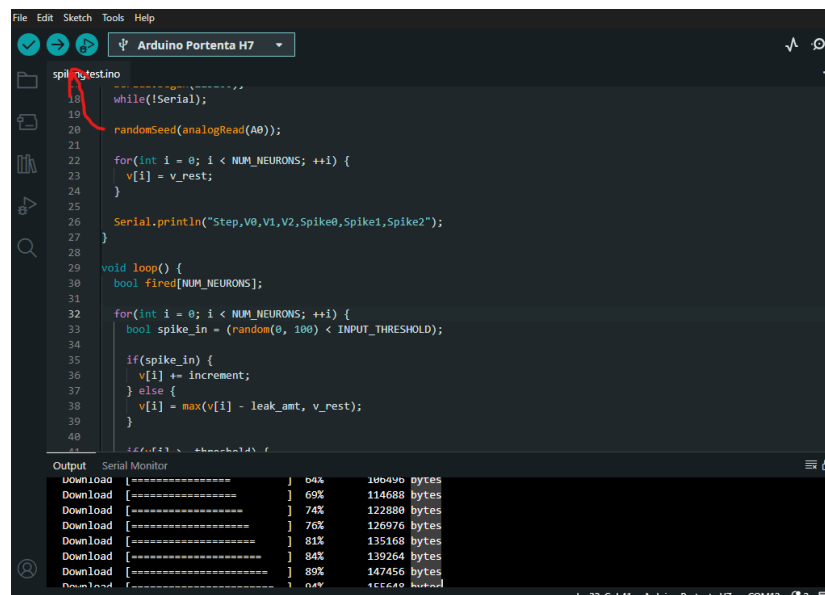 File Edit Sketch Tools Help
Arduino Portenta H7
spikingtest.ino
18 while(!Serial);
19
20 randomSeed(analogRead(A0));
21
22 for(int i = 0; i < NUM_NEURONS; ++i) {
23 v[i] = v_rest;
24 }
25
26 Serial.println("Step,V0,V1,V2,Spike0,Spike1,Spike2");
27 }
28
29 void loop() {
30 bool fired[NUM_NEURONS];
31
32 for(int i = 0; i < NUM_NEURONS; ++i) {
33 bool spike_in = (random(0, 100) < INPUT_THRESHOLD);
34
35 if(spike_in) {
36 v[i] += increment;
37 } else {
38 v[i] = max(v[i] - leak_amt, v_rest);
39 }
40
Output Serial Monitor
Download [================ ] 64% 106496 bytes
Download [================= ] 69% 114688 bytes
Download [================== ] 74% 122880 bytes
Download [=================== ] 76% 126976 bytes
Download [==================== ] 81% 135168 bytes
Download [===================== ] 84% 139264 bytes
Download [====================== ] 89% 147456 bytes
Download [======================= ] 94% 155648 bytes